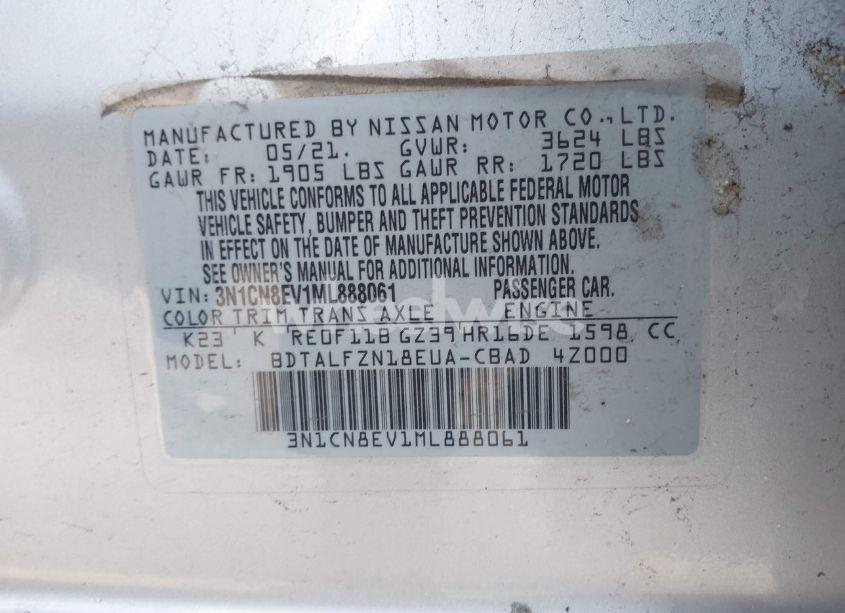 MANUFACTURED BY NISSAN MOTOR CO., LTD.
DATE: 05/21. GVWR: 3624 LBS
GAWR FR: 1905 LBS GAWR RR: 1720 LBS
THIS VEHICLE CONFORMS TO ALL APPLICABLE FEDERAL MOTOR
VEHICLE SAFETY, BUMPER AND THEFT PREVENTION STANDARDS
IN EFFECT ON THE DATE OF MANUFACTURE SHOWN ABOVE.
SEE OWNER'S MANUAL FOR ADDITIONAL INFORMATION.
VIN: 3N1CN8EV1ML888061 PASSENGER CAR.
COLOR TRIM TRANS AXLE ENGINE
K23 K RE0F11B GZ39 HR16DE 1598 CC
MODEL: BDTALFZN18EUA-CBAD 4Z000
3N1CN8EV1ML888061